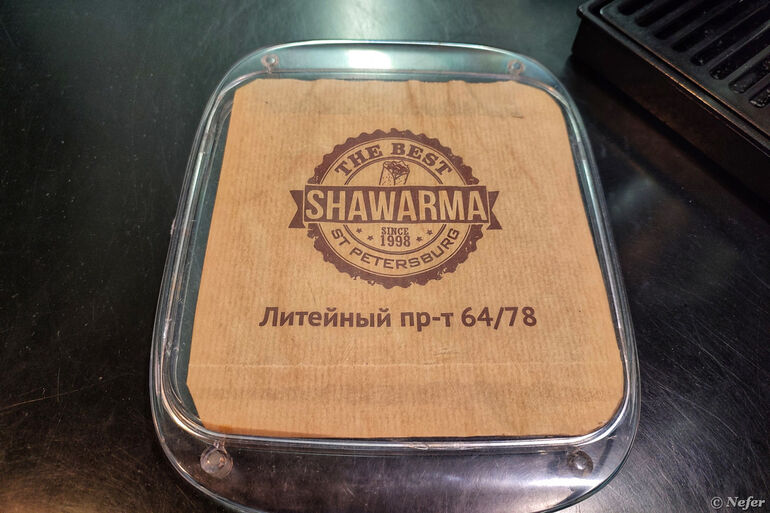 THE BEST
SHAWARMA
SINCE
1998
ST PETERSBURG
Литейный пр-т 64/78
© Nefer